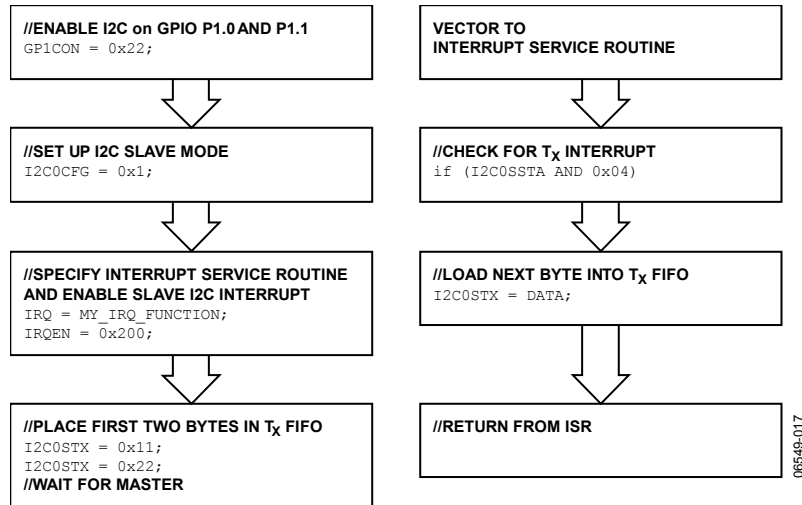 //ENABLE I2C on GPIO P1.0 AND P1.1
GP1CON = 0x22;
//SET UP I2C SLAVE MODE
I2C0CFG = 0x1;
//SPECIFY INTERRUPT SERVICE ROUTINE
AND ENABLE SLAVE I2C INTERRUPT
IRQ = MY_IRQ_FUNCTION;
IRQEN = 0x200;
//PLACE FIRST TWO BYTES IN TX FIFO
I2C0STX = 0x11;
I2C0STX = 0x22;
//WAIT FOR MASTER
VECTOR TO
INTERRUPT SERVICE ROUTINE
//CHECK FOR TX INTERRUPT
if (I2C0SSTA AND 0x04)
//LOAD NEXT BYTE INTO TX FIFO
I2C0STX = DATA;
//RETURN FROM ISR
06549-017